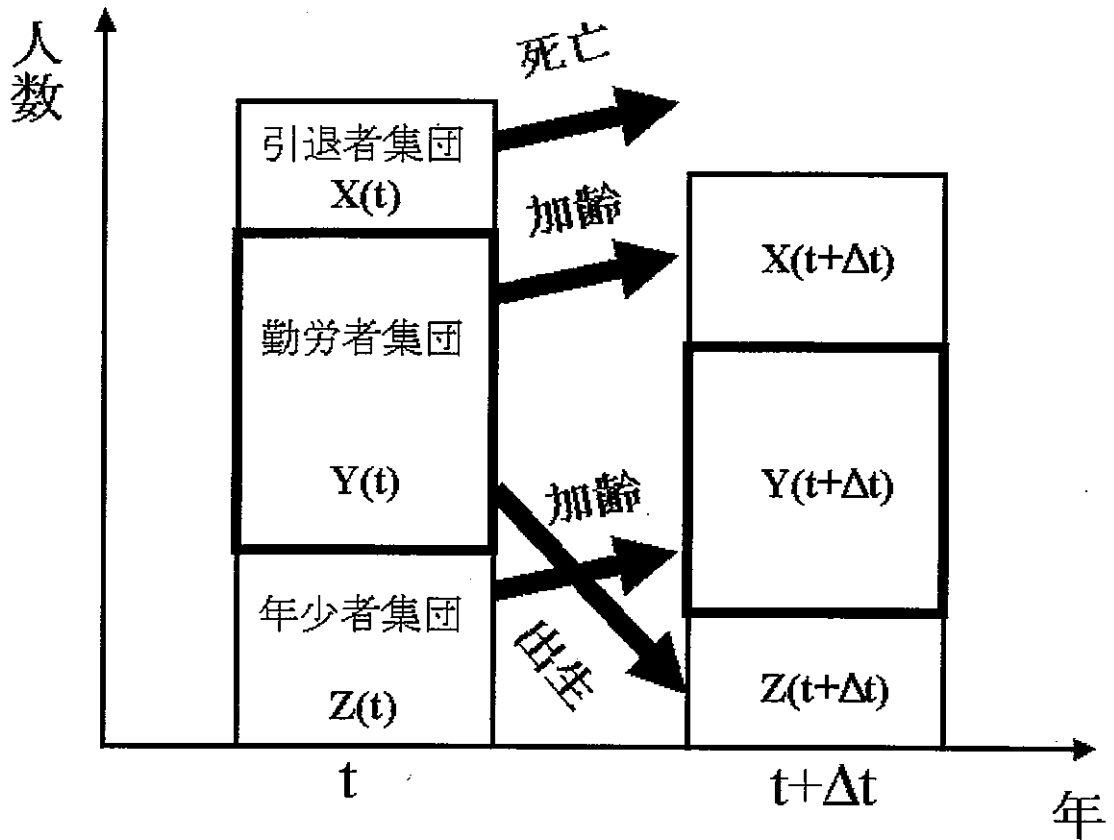 人数
死亡
引退者集団
X(t)
加齢
X(t+Δt)
勤労者集団
Y(t)
加齢
Y(t+Δt)
年少者集団
出生
Z(t)
Z(t+Δt)
t
t+Δt
年